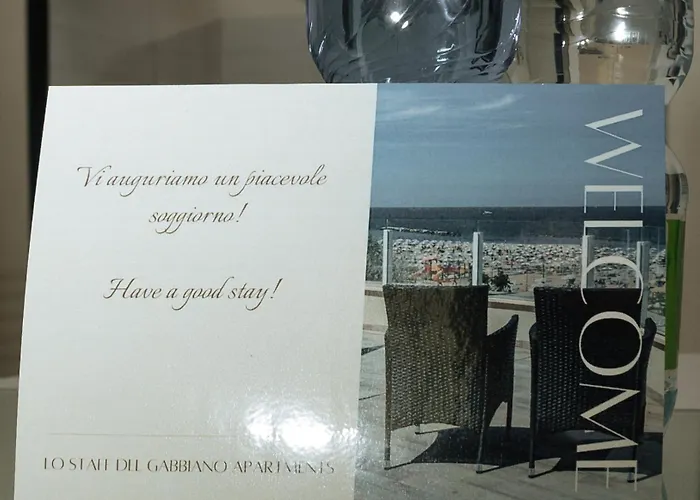 Vi auguriamo un piacevole
soggiorno!
Have a good stay!
LO STAFF DEL GABBIANO APARTMENTS
WELCOME